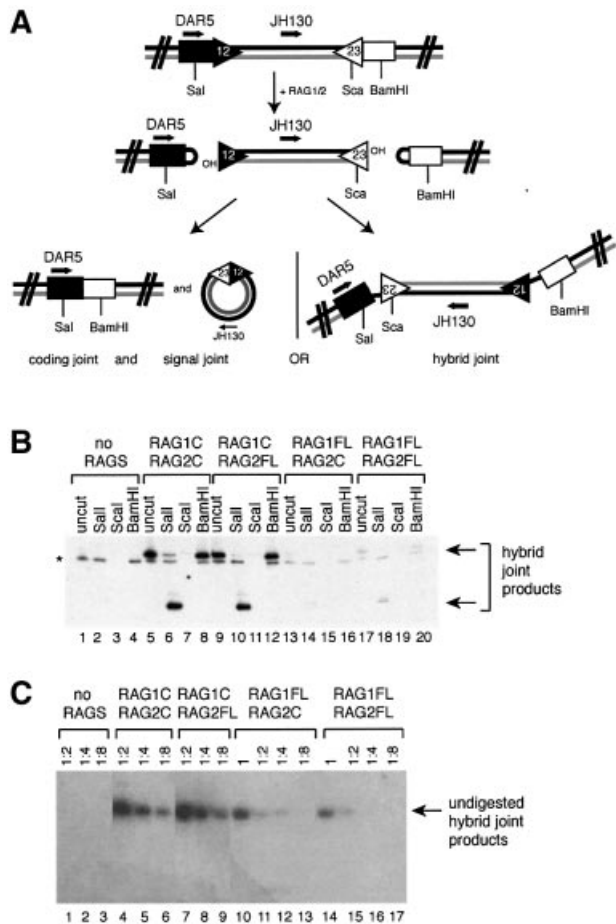 A
DAR5 JH130
12 23
Sal Sca BamHI
+ RAG1/2
DAR5 JH130
OH 12 23 OH
Sal Sca BamHI
DAR5
and
23 12
Sal BamHI
JH130
coding joint and signal joint
OR
DAR5
23 12
Sca JH130 BamHI
Sal
hybrid joint
B
no RAGS
RAG1C RAG2C
RAG1C RAG2FL
RAG1FL RAG2C
RAG1FL RAG2FL
uncut SalI ScaI BamHI uncut SalI ScaI BamHI uncut SalI ScaI BamHI uncut SalI ScaI BamHI uncut SalI ScaI BamHI
*
hybrid
joint
products
1 2 3 4 5 6 7 8 9 10 11 12 13 14 15 16 17 18 19 20
C
no RAGS
RAG1C RAG2C
RAG1C RAG2FL
RAG1FL RAG2C
RAG1FL RAG2FL
1:2 1:4 1:8 1:2 1:4 1:8 1:2 1:4 1:8 1 1:2 1:4 1:8 1 1:2 1:4 1:8
undigested
hybrid joint
products
1 2 3 4 5 6 7 8 9 10 11 12 13 14 15 16 17